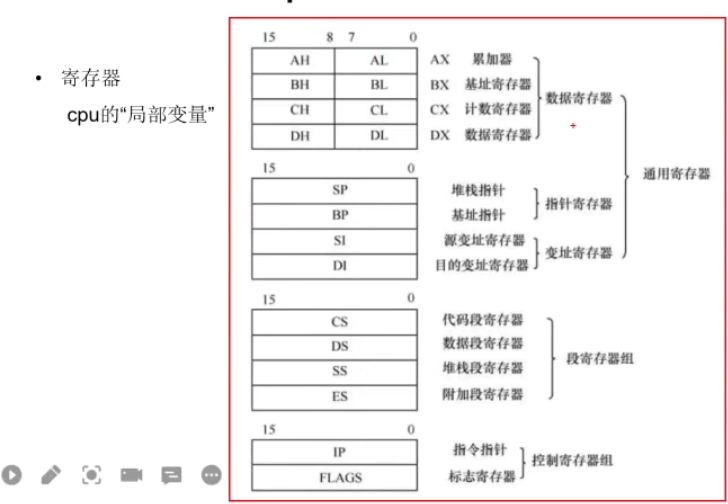 • 寄存器
cpu的“局部变量”
15 8 7 0
AH AL AX 累加器
BH BL BX 基址寄存器
CH CL CX 计数寄存器
DH DL DX 数据寄存器
数据寄存器
15 0
SP 堆栈指针
BP 基址指针
指针寄存器
SI 源变址寄存器
DI 目的变址寄存器
变址寄存器
通用寄存器
15 0
CS 代码段寄存器
DS 数据段寄存器
SS 堆栈段寄存器
ES 附加段寄存器
段寄存器组
15 0
IP 指令指针
FLAGS 标志寄存器
控制寄存器组